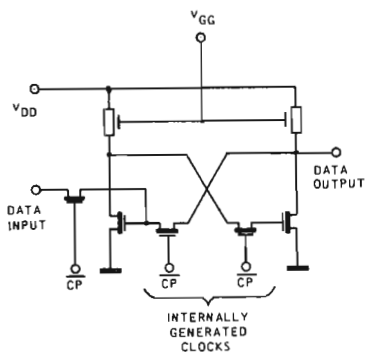 VGG
VDD
DATA
OUTPUT
DATA
INPUT
CP
CP
CP
INTERNALLY
GENERATED
CLOCKS